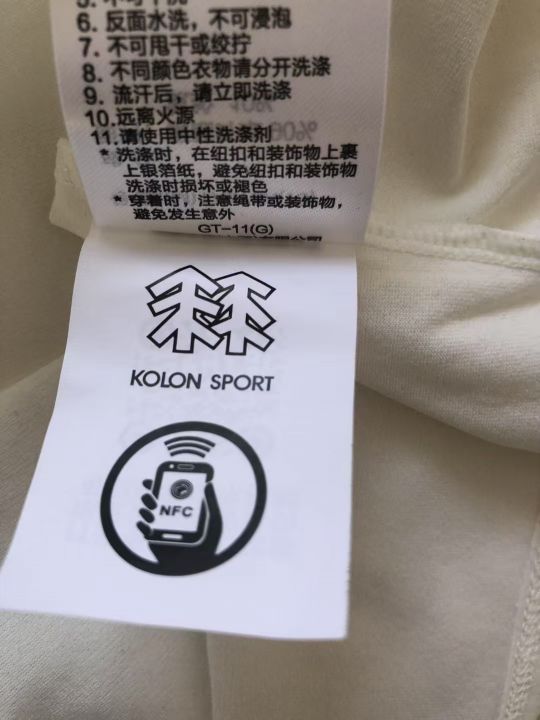 6. 反面水洗，不可浸泡
7. 不可甩干或绞拧
8. 不同颜色衣物请分开洗涤
9. 流汗后，请立即洗涤
10.远离火源
11.请使用中性洗涤剂
* 洗涤时，在纽扣和装饰物上裹
上银箔纸，避免纽扣和装饰物
洗涤时损坏或褪色
* 穿着时，注意绳带或装饰物，
避免发生意外
GT-11(G)
KOLON SPORT
NFC